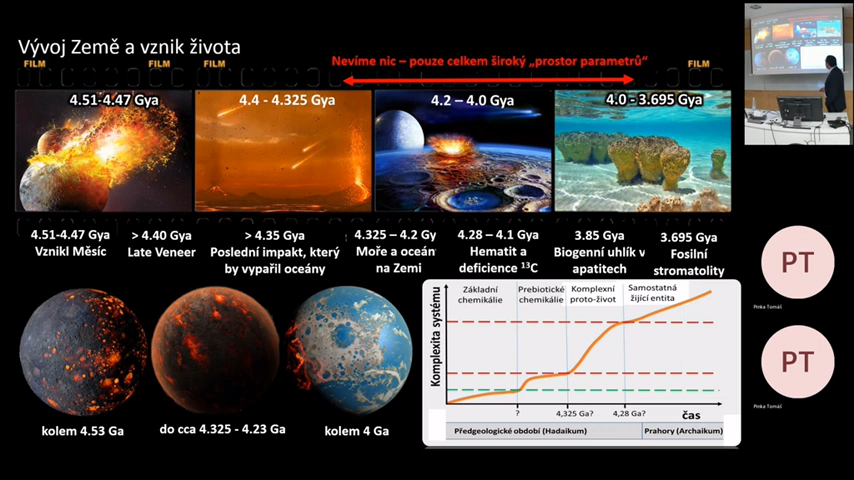 Vývoj Země a vznik života
FILM
FILM
FILM
Nevíme nic – pouze celkem široký „prostor parametrů“
FILM
4.51-4.47 Gya
4.4 - 4.325 Gya
4.2 – 4.0 Gya
4.0 - 3.695 Gya
4.51-4.47 Gya
Vznikl Měsíc
> 4.40 Gya
Late Veneer
> 4.35 Gya
Poslední impakt, který
by vypařil oceány
4.325 – 4.2 Gy
Moře a oceán
na Zemi
4.28 – 4.1 Gya
Hematit a
deficience ¹³C
3.85 Gya
Biogenní uhlík v
apatitech
3.695 Gya
Fosilní
stromatolity
kolem 4.53 Ga
do cca 4.325 - 4.23 Ga
kolem 4 Ga
Komplexita systému
Základní
chemikálie
Prebiotické
chemikálie
Komplexní
proto-život
Samostatná
žijící entita
?
4,325 Ga?
4,28 Ga?
čas
Předgeologické období (Hadaikum)
Prahory (Archaikum)
PT
Pinka Tomáš
PT
Pinka Tomáš